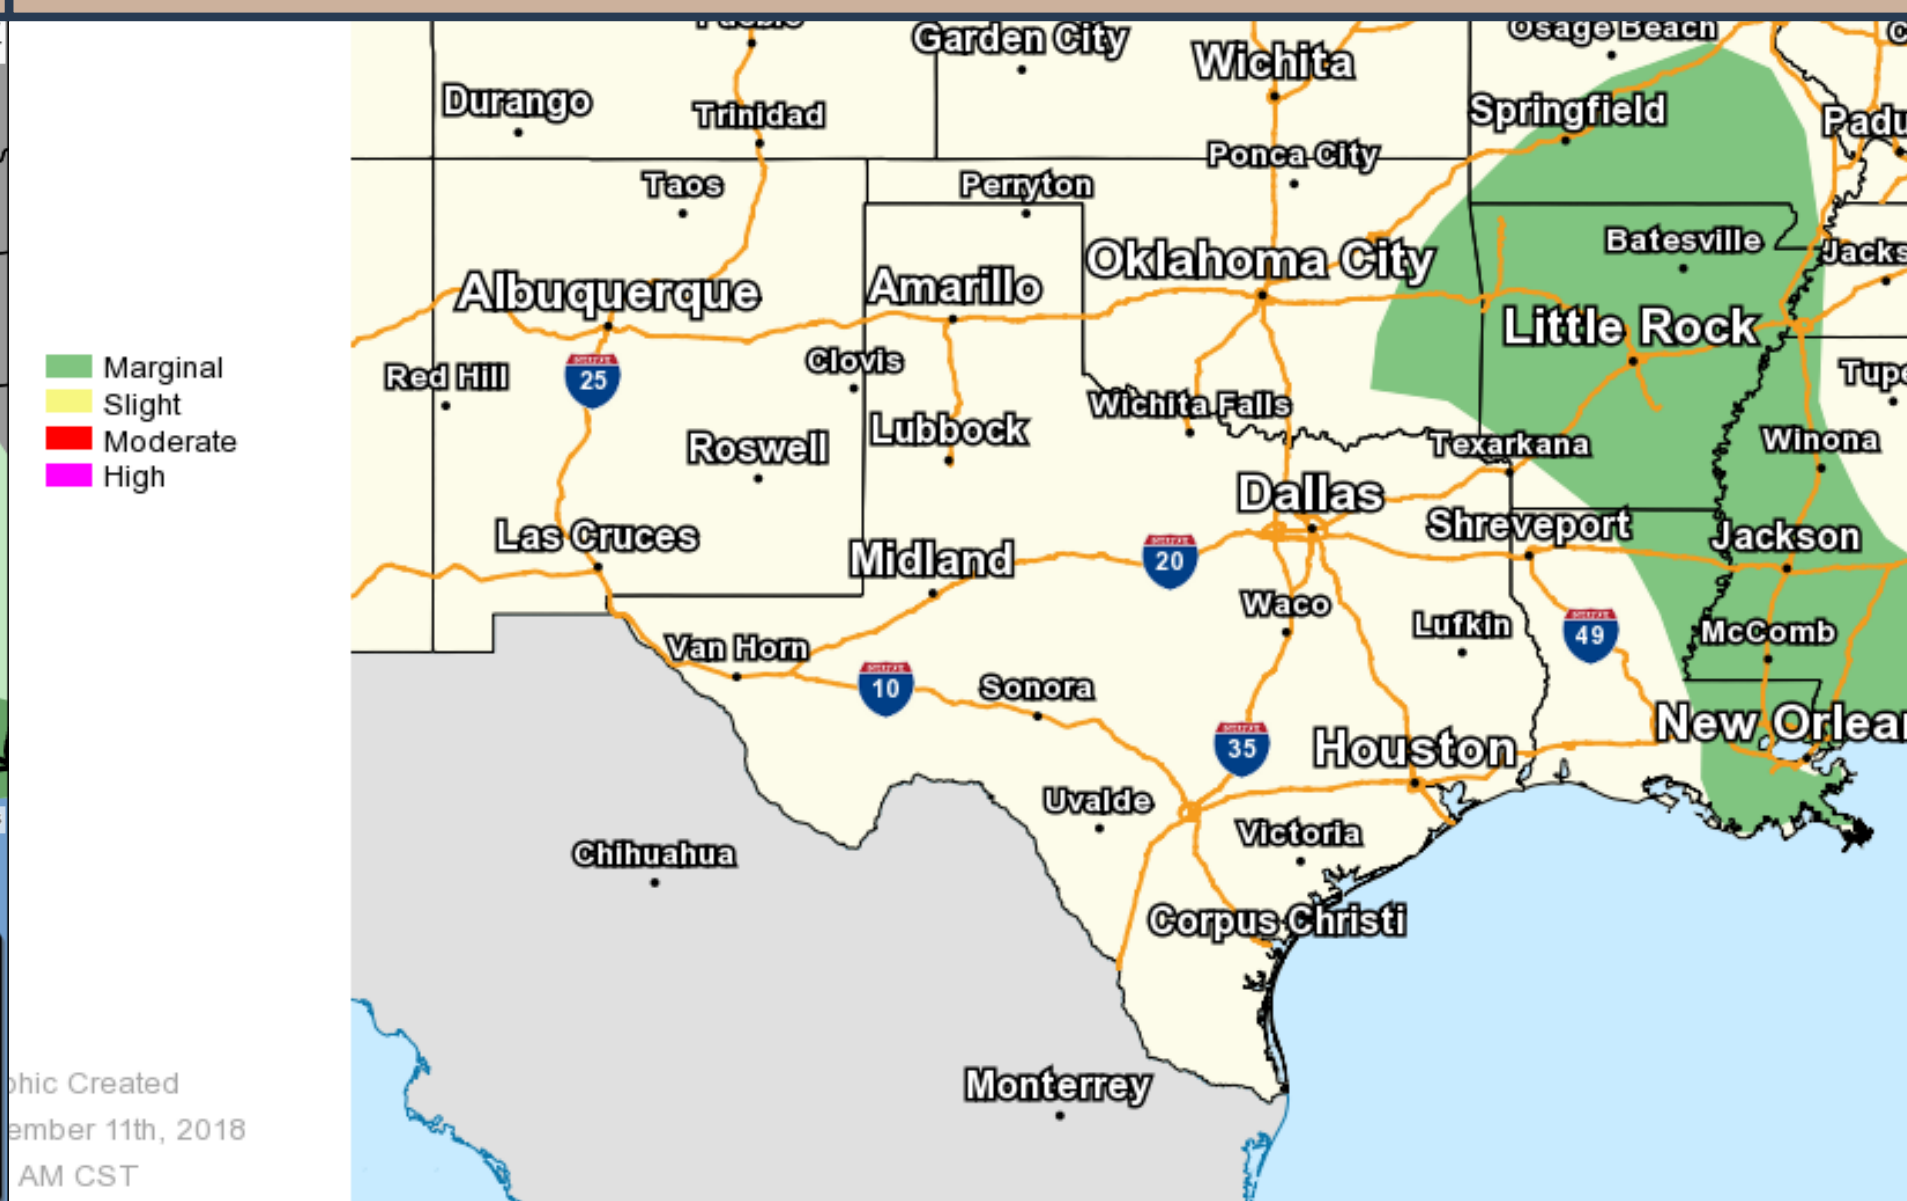 Pueblo
Garden City
Wichita
Osage Beach
Durango
Trinidad
Springfield
Padu
Ponca City
Taos
Perryton
Batesville
Jacks
Oklahoma City
Albuquerque
Amarillo
Little Rock
Marginal
Slight
Moderate
High
Red Hill
25
Clovis
Tupe
Wichita Falls
Lubbock
Roswell
Texarkana
Winona
Dallas
Las Cruces
Shreveport
Jackson
Midland
20
Waco
Lufkin
49
McComb
Van Horn
10
Sonora
35
Houston
New Orlean
Uvalde
Victoria
Chihuahua
Corpus Christi
Monterrey
phic Created
ember 11th, 2018
AM CST